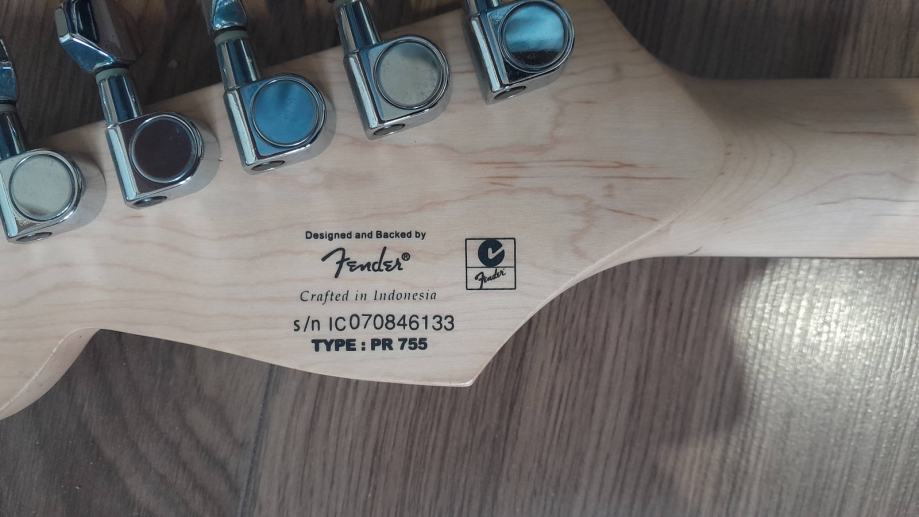 Designed and Backed by
Fender®
Fender
Crafted in Indonesia
s/n IC070846133
TYPE : PR 755